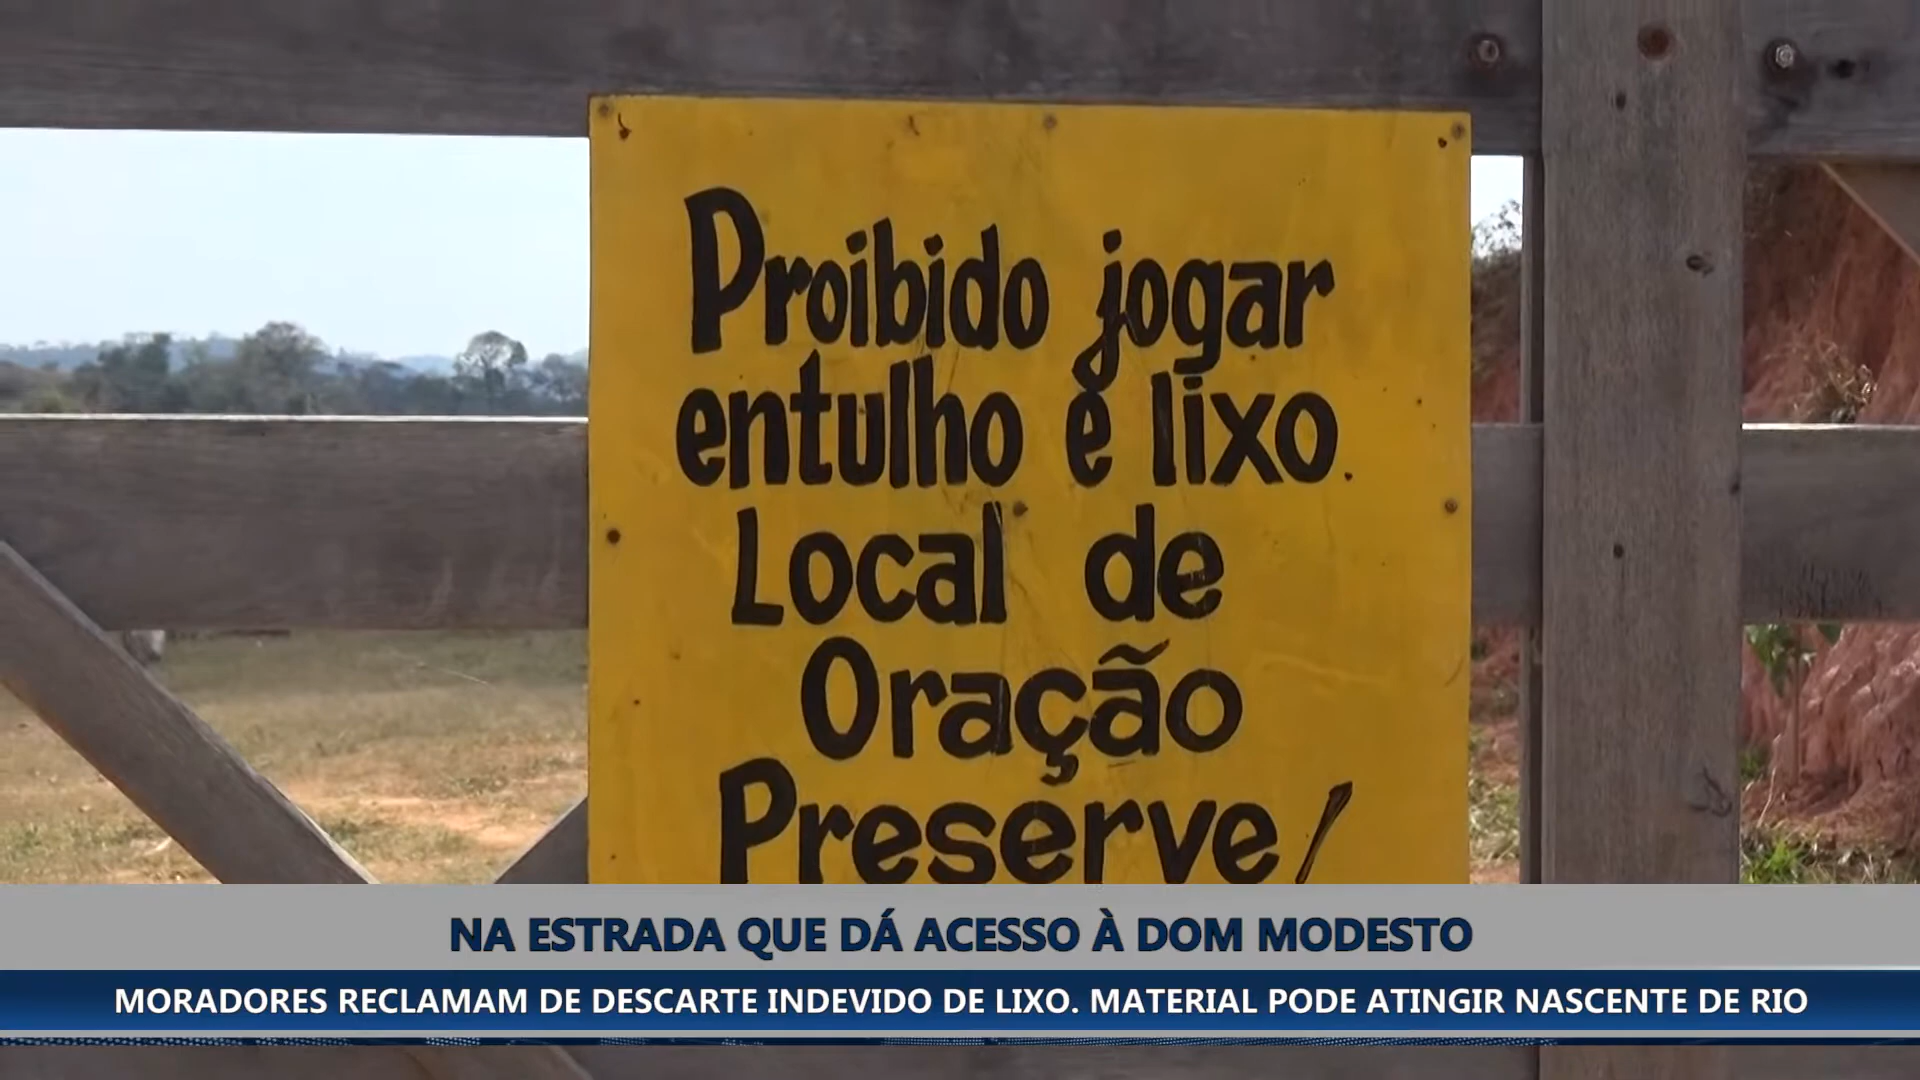 Proibido jogar
entulho e lixo.
Local de
Oração
Preserve!
NA ESTRADA QUE DÁ ACESSO À DOM MODESTO
MORADORES RECLAMAM DE DESCARTE INDEVIDO DE LIXO. MATERIAL PODE ATINGIR NASCENTE DE RIO